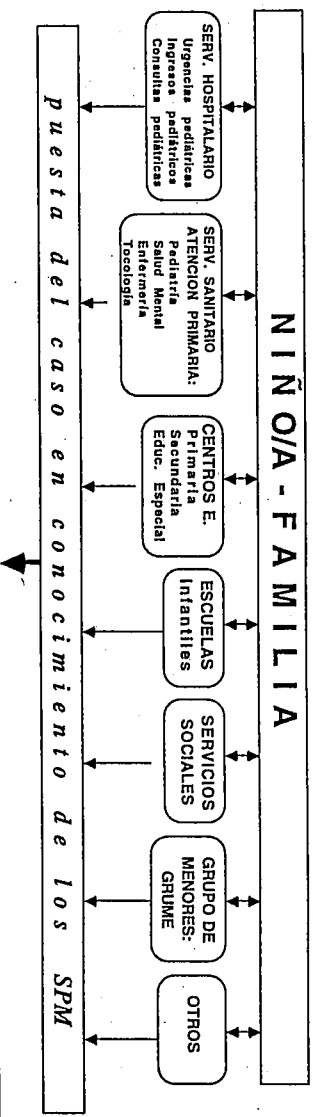 NIÑO/A - FAMILIA
SERV. HOSPITALARIO
Urgencias pediátricas
Ingresos pediátricos
Consultas pediátricas
SERV. SANITARIO
ATENCION PRIMARIA:
Pediatría
Salud Mental
Enfermería
Tocología
CENTROS E.
Primaria
Secundaria
Educ. Especial
ESCUELAS
Infantiles
SERVICIOS
SOCIALES
GRUPO DE
MENORES:
GRUME
OTROS
puesta del caso en conocimiento de los SPM